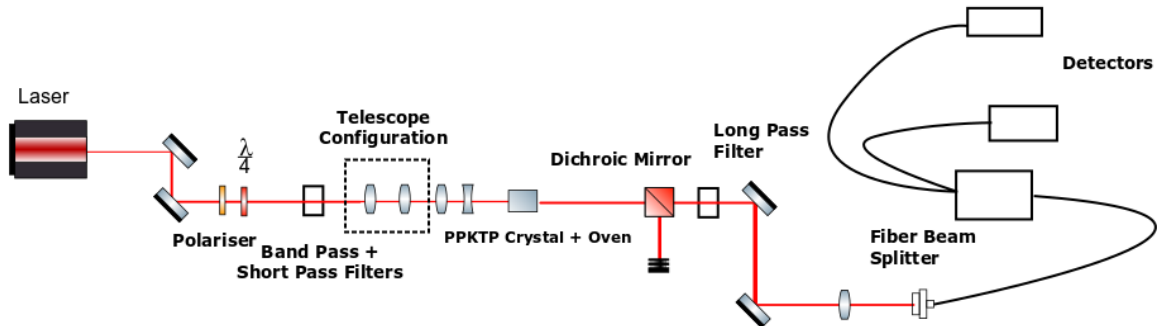 Laser
λ
4
Polariser
Band Pass +
Short Pass Filters
Telescope
Configuration
PPKTP Crystal + Oven
Dichroic Mirror
Long Pass
Filter
Fiber Beam
Splitter
Detectors